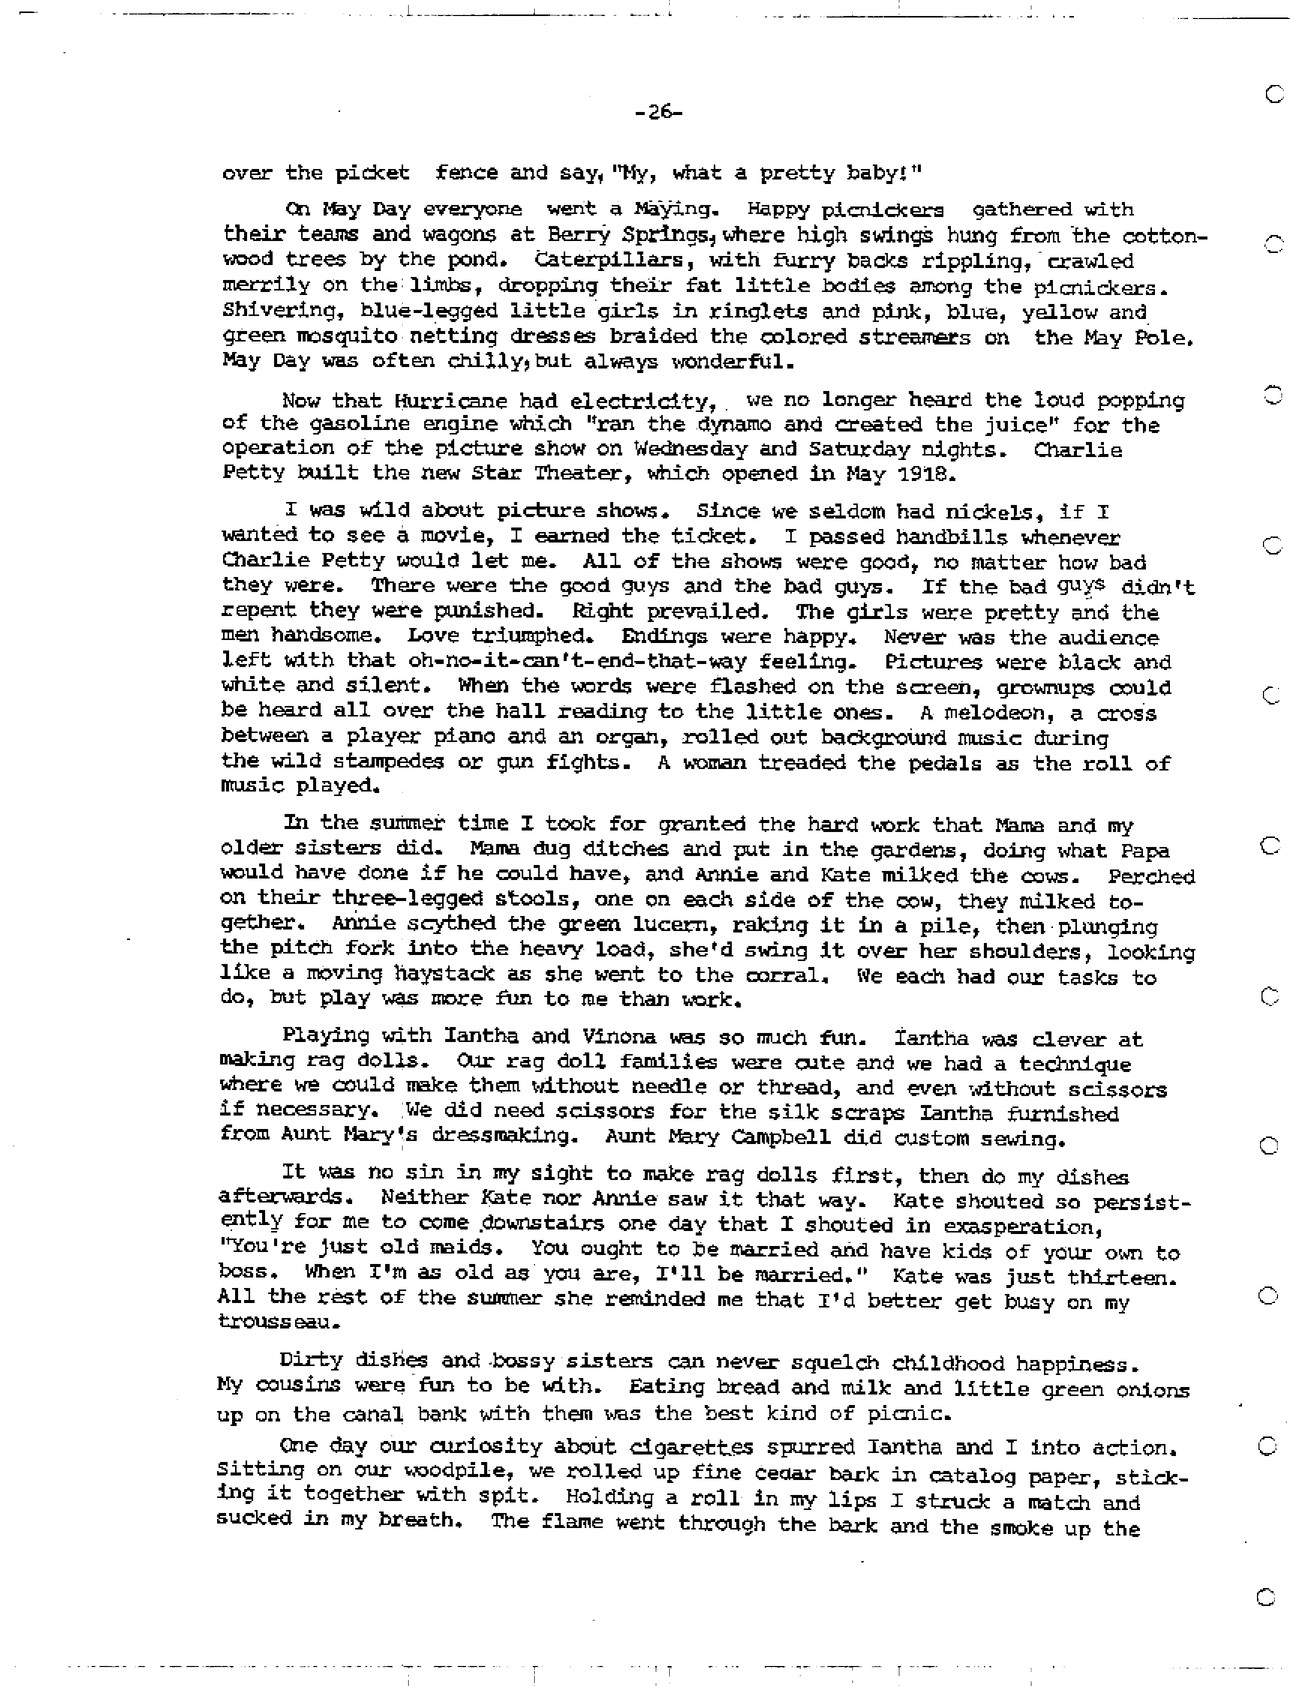 -26-
over the picket fence and say, "My, what a pretty baby!"
On May Day everyone went a Maying. Happy picnickers gathered with
their teams and wagons at Berry Springs, where high swings hung from the cotton-
wood trees by the pond. Caterpillars, with furry backs rippling, crawled
merrily on the limbs, dropping their fat little bodies among the picnickers.
Shivering, blue-legged little girls in ringlets and pink, blue, yellow and
green mosquito netting dresses braided the colored streamers on the May Pole.
May Day was often chilly, but always wonderful.
Now that Hurricane had electricity, we no longer heard the loud popping
of the gasoline engine which "ran the dynamo and created the juice" for the
operation of the picture show on Wednesday and Saturday nights. Charlie
Petty built the new Star Theater, which opened in May 1918.
I was wild about picture shows. Since we seldom had nickels, if I
wanted to see a movie, I earned the ticket. I passed handbills whenever
Charlie Petty would let me. All of the shows were good, no matter how bad
they were. There were the good guys and the bad guys. If the bad guys didn't
repent they were punished. Right prevailed. The girls were pretty and the
men handsome. Love triumphed. Endings were happy. Never was the audience
left with that oh-no-it-can't-end-that-way feeling. Pictures were black and
white and silent. When the words were flashed on the screen, grownups could
be heard all over the hall reading to the little ones. A melodeon, a cross
between a player piano and an organ, rolled out background music during
the wild stampedes or gun fights. A woman treaded the pedals as the roll of
music played.
In the summer time I took for granted the hard work that Mama and my
older sisters did. Mama dug ditches and put in the gardens, doing what Papa
would have done if he could have, and Annie and Kate milked the cows. Perched
on their three-legged stools, one on each side of the cow, they milked to-
gether. Annie scythed the green lucern, raking it in a pile, then plunging
the pitch fork into the heavy load, she'd swing it over her shoulders, looking
like a moving haystack as she went to the corral. We each had our tasks to
do, but play was more fun to me than work.
Playing with Iantha and Vinona was so much fun. Iantha was clever at
making rag dolls. Our rag doll families were cute and we had a technique
where we could make them without needle or thread, and even without scissors
if necessary. We did need scissors for the silk scraps Iantha furnished
from Aunt Mary's dressmaking. Aunt Mary Campbell did custom sewing.
It was no sin in my sight to make rag dolls first, then do my dishes
afterwards. Neither Kate nor Annie saw it that way. Kate shouted so persist-
ently for me to come downstairs one day that I shouted in exasperation,
"You're just old maids. You ought to be married and have kids of your own to
boss. When I'm as old as you are, I'll be married." Kate was just thirteen.
All the rest of the summer she reminded me that I'd better get busy on my
trousseau.
Dirty dishes and bossy sisters can never squelch childhood happiness.
My cousins were fun to be with. Eating bread and milk and little green onions
up on the canal bank with them was the best kind of picnic.
One day our curiosity about cigarettes spurred Iantha and I into action.
Sitting on our woodpile, we rolled up fine cedar bark in catalog paper, stick-
ing it together with spit. Holding a roll in my lips I struck a match and
sucked in my breath. The flame went through the bark and the smoke up the